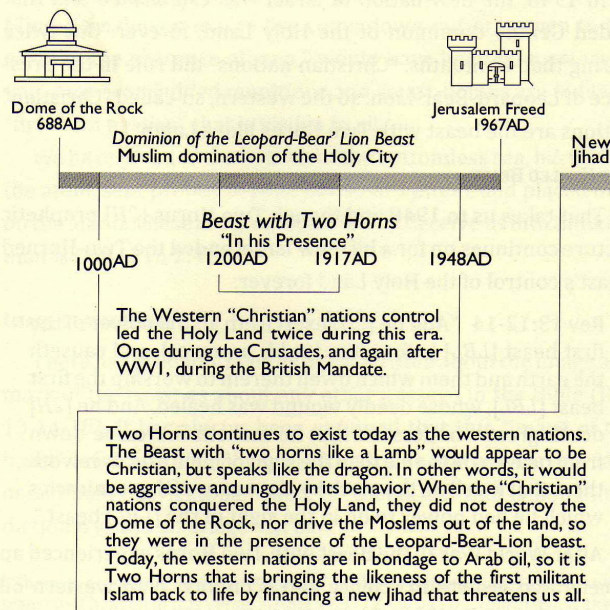 Dome of the Rock
688AD
Jerusalem Freed
1967AD
Dominion of the Leopard-Bear' Lion Beast
Muslim domination of the Holy City
New
Jihad
Beast with Two Horns
"In his Presence"
1000AD
1200AD
1917AD
1948AD
The Western "Christian" nations control
led the Holy Land twice during this era.
Once during the Crusades, and again after
WW1, during the British Mandate.
Two Horns continues to exist today as the western nations.
The Beast with "two horns like a Lamb" would appear to be
Christian, but speaks like the dragon. In other words, it would
be aggressive and ungodly in its behavior. When the "Christian"
nations conquered the Holy Land, they did not destroy the
Dome of the Rock, nor drive the Moslems out of the land, so
they were in the presence of the Leopard-Bear-Lion beast.
Today, the western nations are in bondage to Arab oil, so it is
Two Horns that is bringing the likeness of the first militant
Islam back to life by financing a new Jihad that threatens us all.